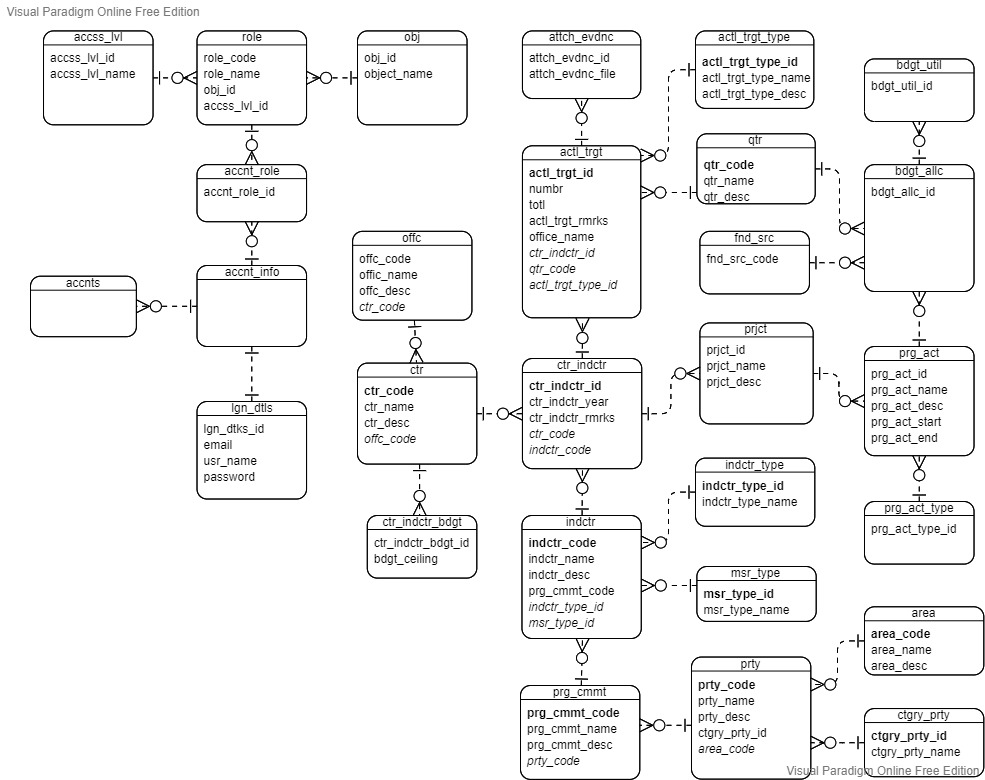 Visual Paradigm Online Free Edition
accss_lvl
accss_lvl_id
accss_lvl_name
role
role_code
role_name
obj_id
accss_lvl_id
obj
obj_id
object_name
accnt_role
accnt_role_id
accnt_info
accnts
lgn_dtls
lgn_dtks_id
email
usr_name
password
offc
offc_code
offic_name
offc_desc
ctr_code
ctr
ctr_code
ctr_name
ctr_desc
offc_code
ctr_indctr_bdgt
ctr_indctr_bdgt_id
bdgt_ceiling
attch_evdnc
attch_evdnc_id
attch_evdnc_file
actl_trgt
actl_trgt_id
numbr
totl
actl_trgt_rmrks
office_name
ctr_indctr_id
qtr_code
actl_trgt_type_id
ctr_indctr
ctr_indctr_id
ctr_indctr_year
ctr_indctr_rmrks
ctr_code
indctr_code
indctr
indctr_code
indctr_name
indctr_desc
prg_cmmt_code
indctr_type_id
msr_type_id
prg_cmmt
prg_cmmt_code
prg_cmmt_name
prg_cmmt_desc
prty_code
actl_trgt_type
actl_trgt_type_id
actl_trgt_type_name
actl_trgt_type_desc
qtr
qtr_code
qtr_name
qtr_desc
fnd_src
fnd_src_code
prjct
prjct_id
prjct_name
prjct_desc
indctr_type
indctr_type_id
indctr_type_name
msr_type
msr_type_id
msr_type_name
prty
prty_code
prty_name
prty_desc
ctgry_prty_id
area_code
bdgt_util
bdgt_util_id
bdgt_allc
bdgt_allc_id
prg_act
prg_act_id
prg_act_name
prg_act_desc
prg_act_start
prg_act_end
prg_act_type
prg_act_type_id
area
area_code
area_name
area_desc
ctgry_prty
ctgry_prty_id
ctgry_prty_name
Visual Paradigm Online Free Edition